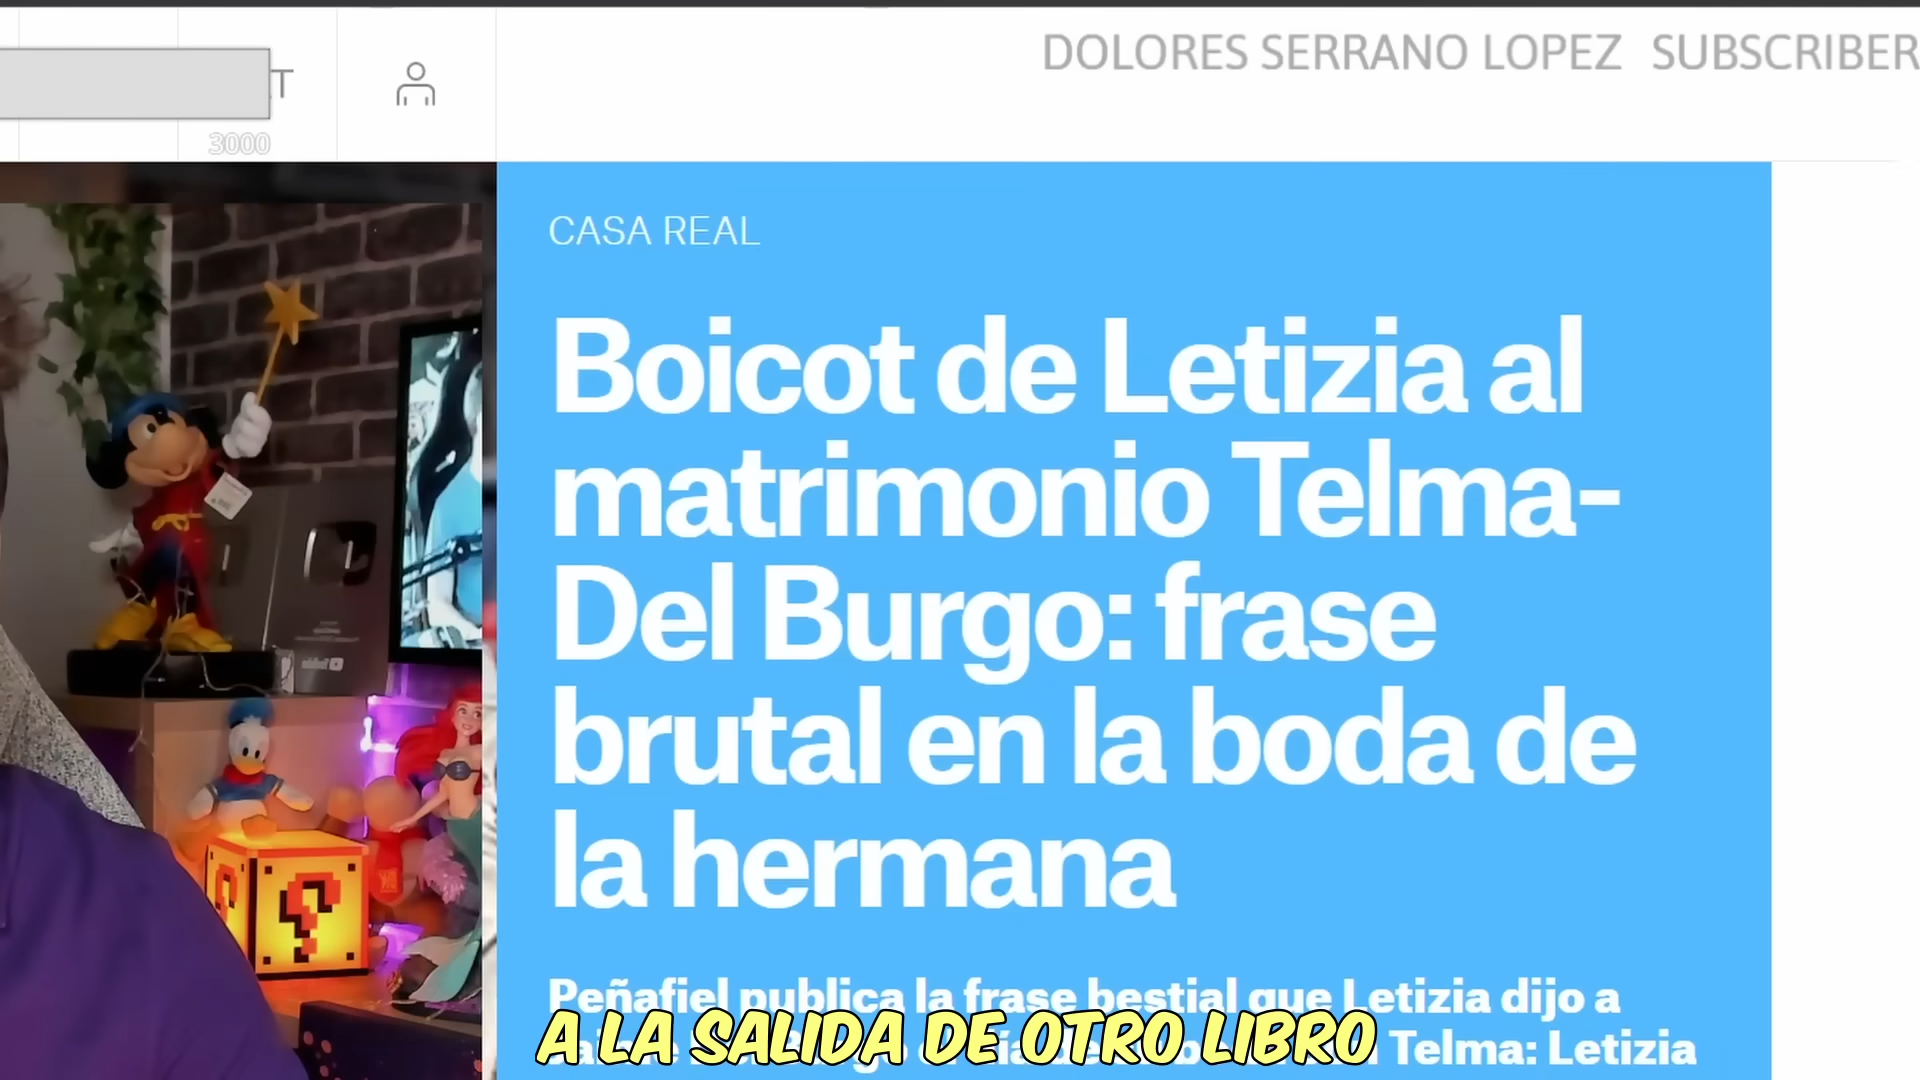 DOLORES SERRANO LOPEZ SUBSCRIBER
T
3000
CASA REAL
Boicot de Letizia al
matrimonio Telma-
Del Burgo: frase
brutal en la boda de
la hermana
Peñafiel publica la frase bestial que Letizia dijo a
Telma: Letizia
A LA SALIDA DE OTRO LIBRO